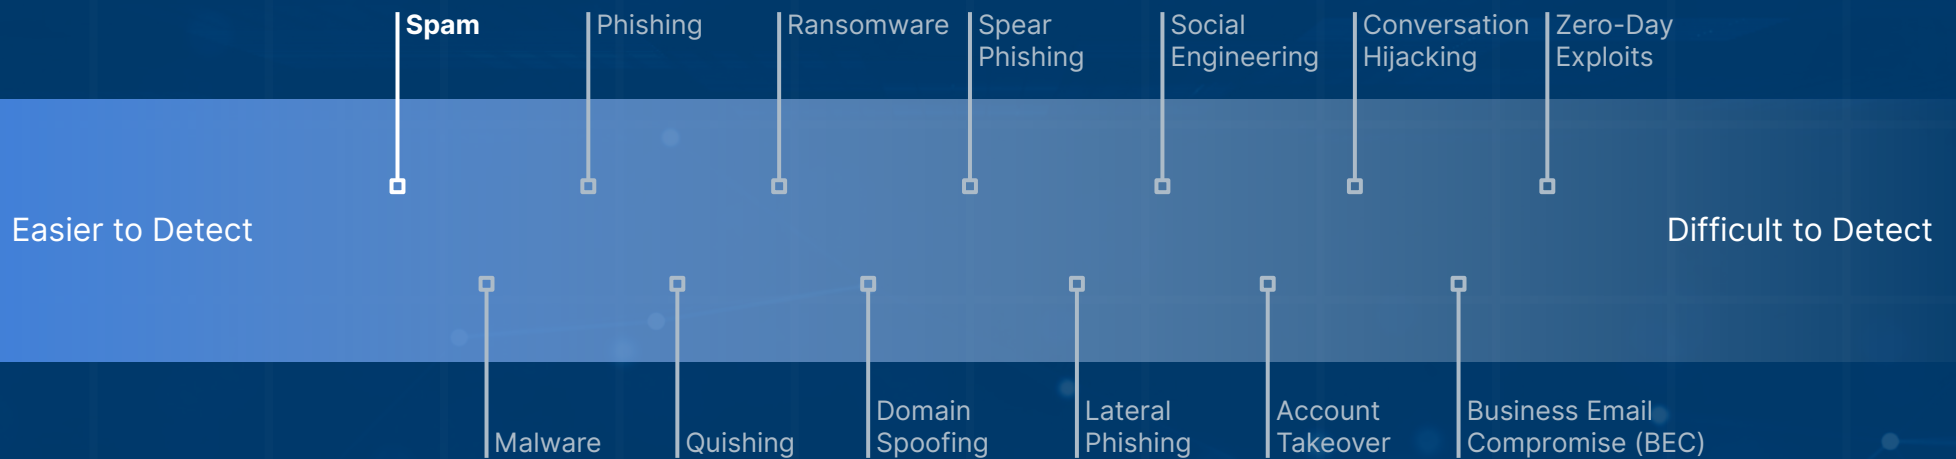 Spam
Phishing
Ransomware
Spear
Phishing
Social
Engineering
Conversation
Hijacking
Zero-Day
Exploits
Easier to Detect
Difficult to Detect
Malware
Quishing
Domain
Spoofing
Lateral
Phishing
Account
Takeover
Business Email
Compromise (BEC)